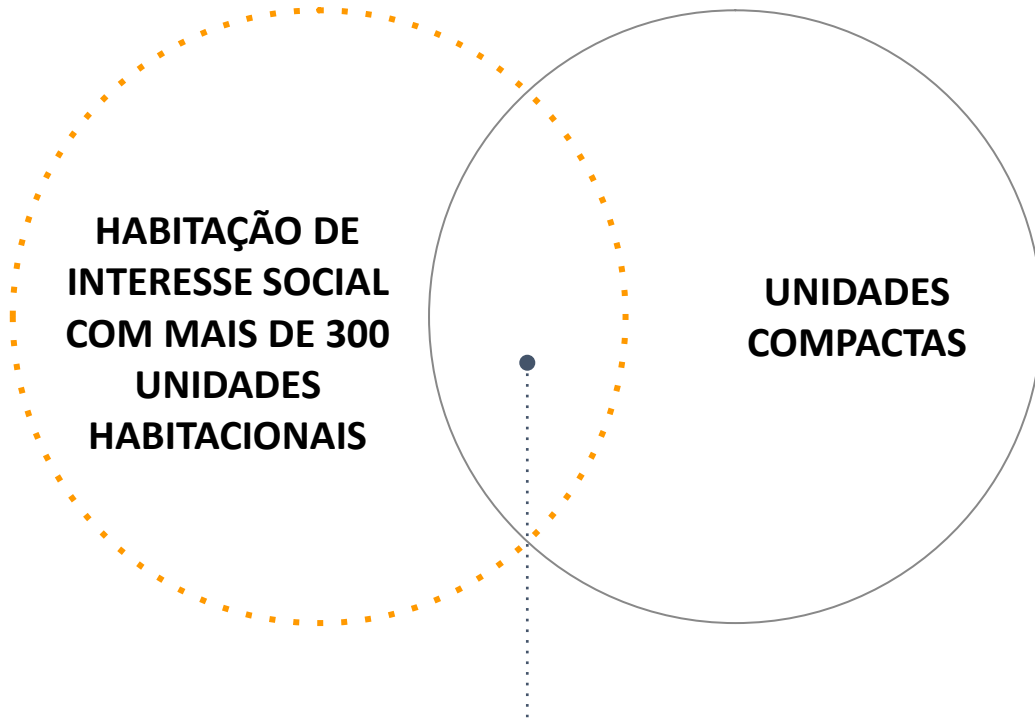 HABITAÇÃO DE
INTERESSE SOCIAL
COM MAIS DE 300
UNIDADES
HABITACIONAIS
UNIDADES
COMPACTAS